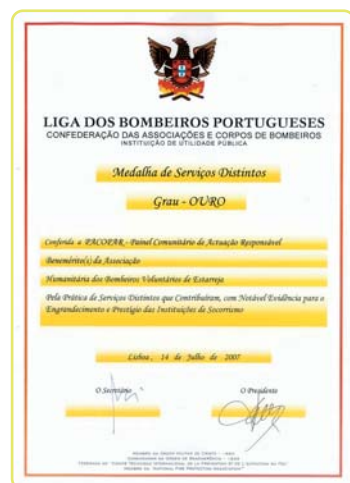 LIGA DOS BOMBEIROS PORTUGUESES
CONFEDERAÇÃO DAS ASSOCIAÇÕES E CORPOS DE BOMBEIROS
INSTITUIÇÃO DE UTILIDADE PÚBLICA
Medalha de Serviços Distintos
Grau - OURO
Conferida a PACOPAR - Painel Comunitário de Actuação Responsável
Benemérito(s) da Associação
Humanitária dos Bombeiros Voluntários de Estarreja
Pela Prática de Serviços Distintos que Contribuíram, com Notável Evidência para o
Engrandecimento e Prestígio das Instituições de Socorrismo
Lisboa, 14 de Julho de 2007
O Secretário
O Presidente